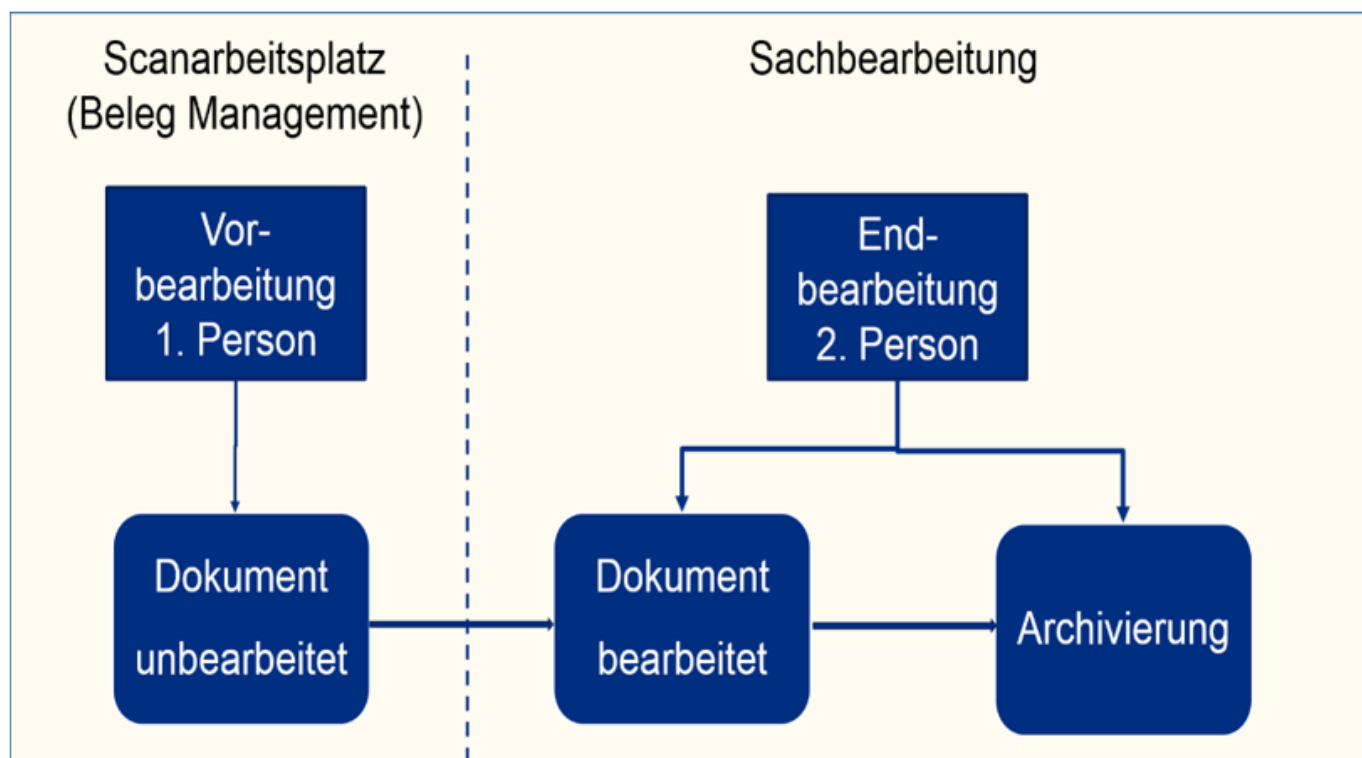 Scanarbeitsplatz
(Beleg Management)
Sachbearbeitung
Vor-
bearbeitung
1. Person
End-
bearbeitung
2. Person
Dokument
unbearbeitet
Dokument
bearbeitet
Archivierung